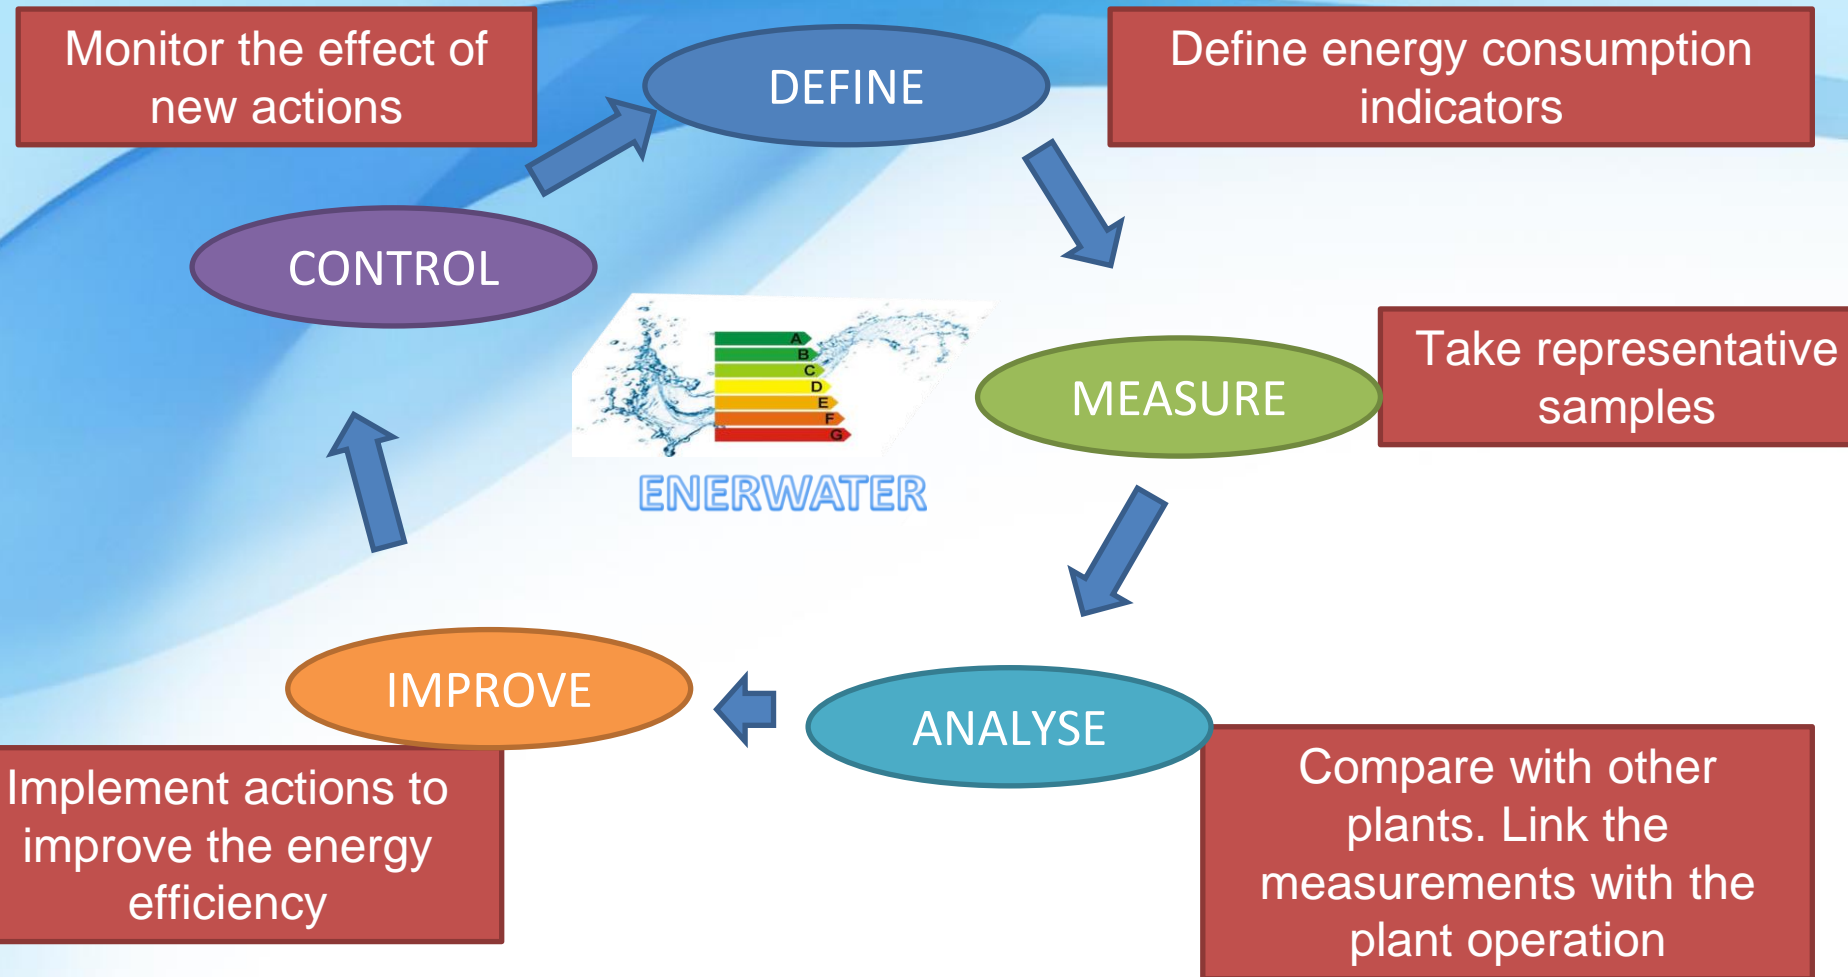 Monitor the effect of
new actions
DEFINE
Define energy consumption
indicators
CONTROL
A
B
C
D
E
F
G
ENERWATER
MEASURE
Take representative
samples
IMPROVE
Implement actions to
improve the energy
efficiency
ANALYSE
Compare with other
plants. Link the
measurements with the
plant operation